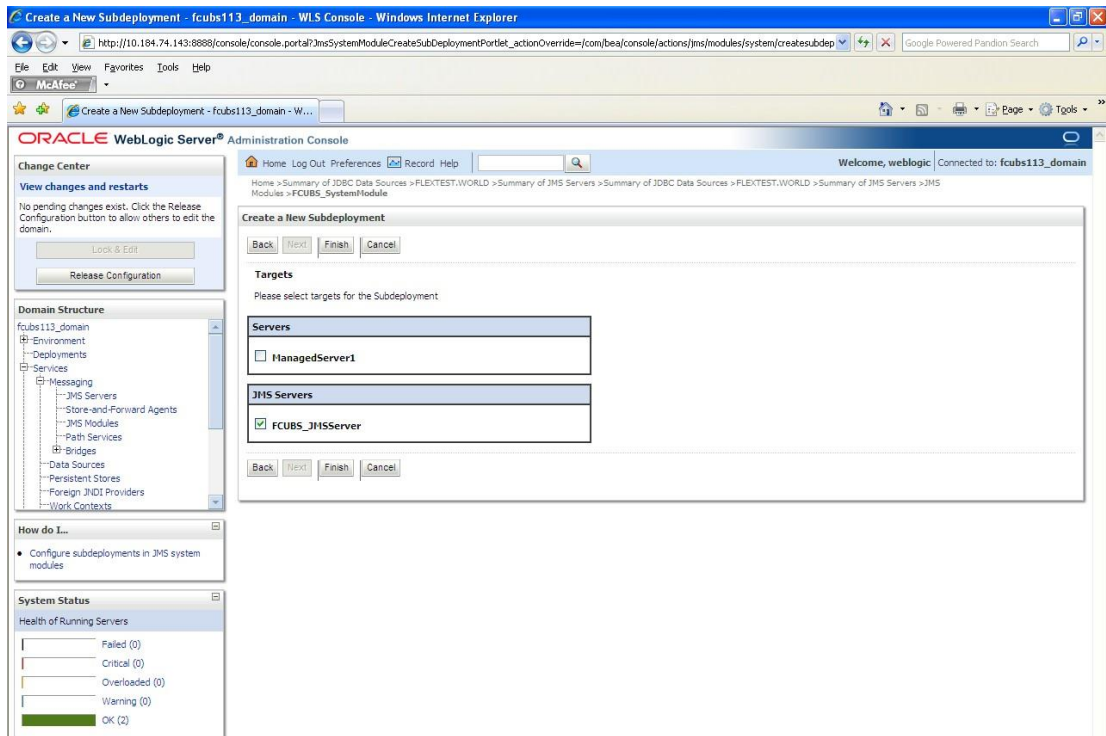 Create a New Subdeployment - fcubs113_domain - WLS Console - Windows Internet Explorer
http://10.184.74.143:8888/console/console.portal?JmsSystemModuleCreateSubDeploymentPortlet_actionOverride=/com/bea/console/actions/jms/modules/system/createsubdep
Google Powered Pandion Search
File Edit View Favorites Tools Help
McAfee
Create a New Subdeployment - fcubs113_domain - W...
Page Tools
ORACLE WebLogic Server® Administration Console
Change Center
View changes and restarts
No pending changes exist. Click the Release
Configuration button to allow others to edit the
domain.
Lock & Edit
Release Configuration
Domain Structure
fcubs113_domain
Environment
Deployments
Services
Messaging
JMS Servers
Store-and-Forward Agents
JMS Modules
Path Services
Bridges
Data Sources
Persistent Stores
Foreign JNDI Providers
Work Contexts
How do I...
Configure subdeployments in JMS system
modules
System Status
Health of Running Servers
Failed (0)
Critical (0)
Overloaded (0)
Warning (0)
OK (2)
Home Log Out Preferences Record Help
Welcome, weblogic Connected to: fcubs113_domain
Home >Summary of JDBC Data Sources >FLEXTEST.WORLD >Summary of JMS Servers >Summary of JDBC Data Sources >FLEXTEST.WORLD >Summary of JMS Servers >JMS
Modules >FCUBS_SystemModule
Create a New Subdeployment
Back Next Finish Cancel
Targets
Please select targets for the Subdeployment
Servers
ManagedServer1
JMS Servers
FCUBS_JMSServer
Back Next Finish Cancel